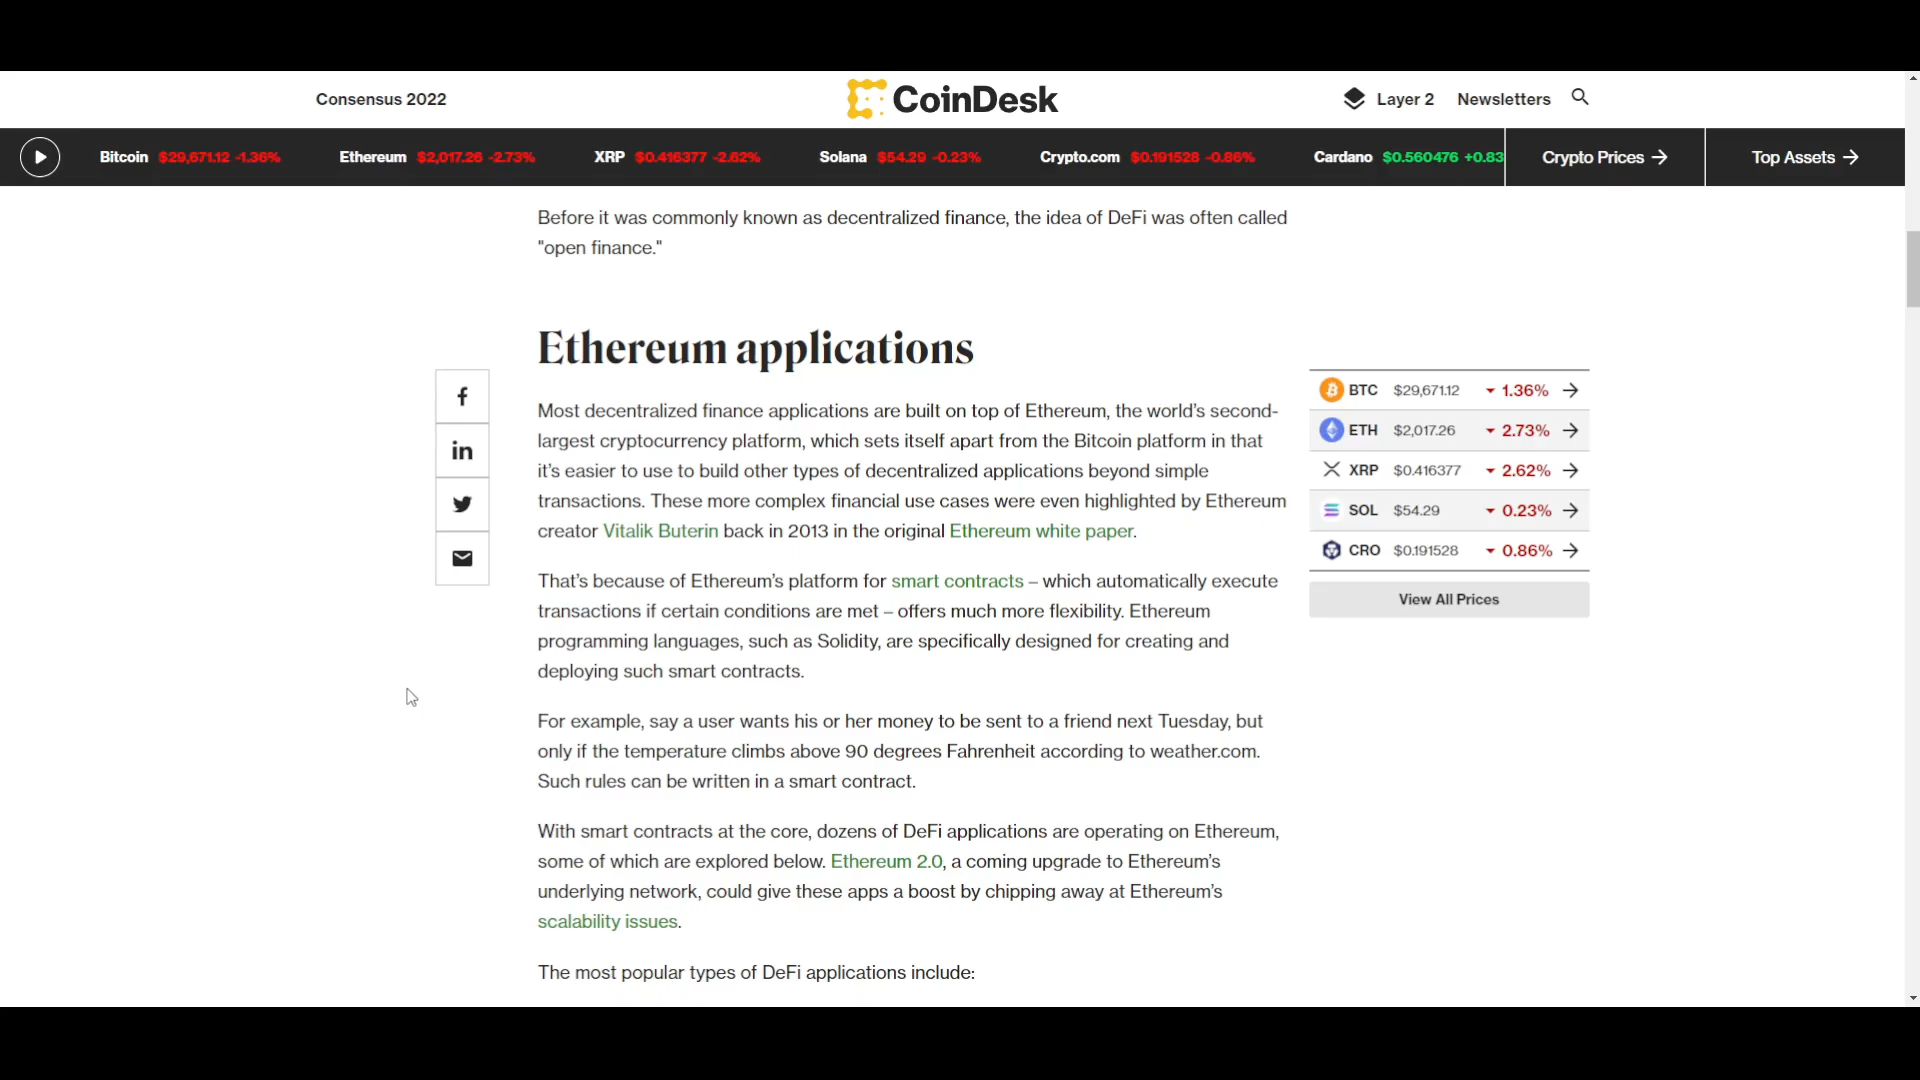 Consensus 2022
CoinDesk
Layer 2 Newsletters
Bitcoin $29,671.12 -1.36% Ethereum $2,017.26 -2.73% XRP $0.416377 -2.62% Solana $54.29 -0.23% Crypto.com $0.191528 -0.86% Cardano $0.560476 +0.83 Crypto Prices → Top Assets →
Before it was commonly known as decentralized finance, the idea of DeFi was often called
"open finance."
Ethereum applications
Most decentralized finance applications are built on top of Ethereum, the world’s second-
largest cryptocurrency platform, which sets itself apart from the Bitcoin platform in that
it’s easier to use to build other types of decentralized applications beyond simple
transactions. These more complex financial use cases were even highlighted by Ethereum
creator Vitalik Buterin back in 2013 in the original Ethereum white paper.
That’s because of Ethereum’s platform for smart contracts – which automatically execute
transactions if certain conditions are met – offers much more flexibility. Ethereum
programming languages, such as Solidity, are specifically designed for creating and
deploying such smart contracts.
For example, say a user wants his or her money to be sent to a friend next Tuesday, but
only if the temperature climbs above 90 degrees Fahrenheit according to weather.com.
Such rules can be written in a smart contract.
With smart contracts at the core, dozens of DeFi applications are operating on Ethereum,
some of which are explored below. Ethereum 2.0, a coming upgrade to Ethereum’s
underlying network, could give these apps a boost by chipping away at Ethereum’s
scalability issues.
The most popular types of DeFi applications include:
BTC $29,671.12 1.36% →
ETH $2,017.26 2.73% →
XRP $0.416377 2.62% →
SOL $54.29 0.23% →
CRO $0.191528 0.86% →
View All Prices